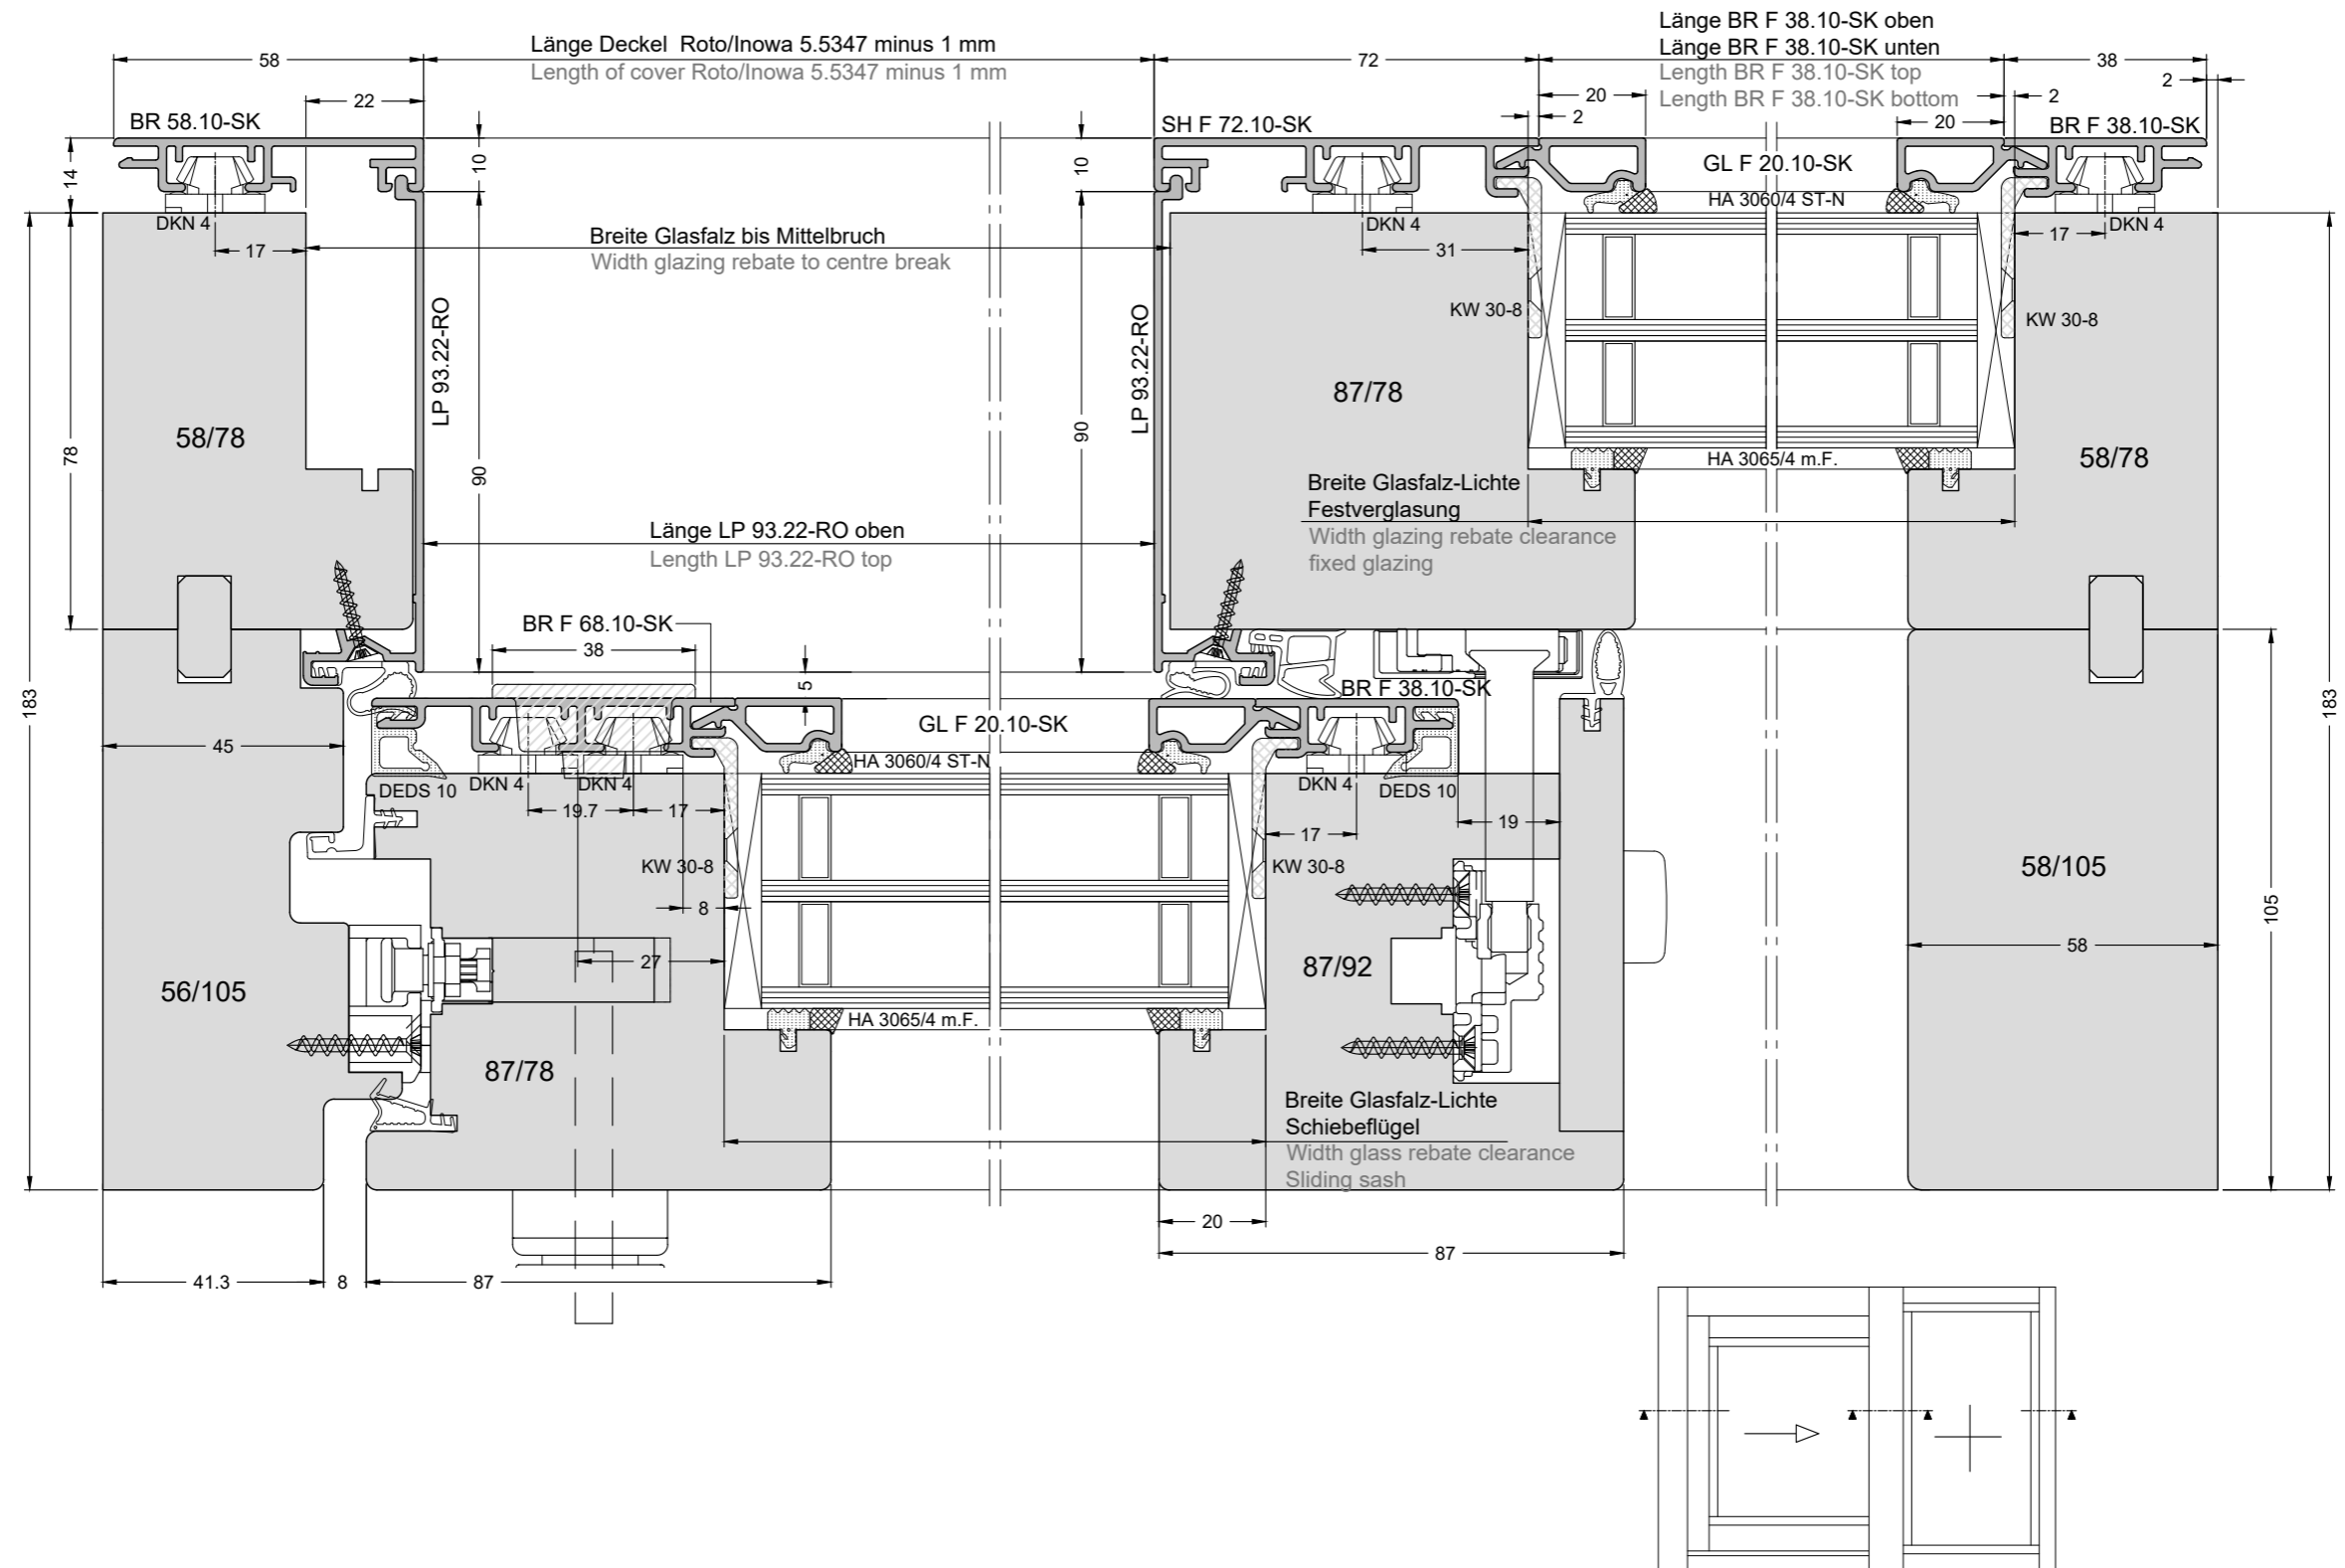 Länge BR F 38.10-SK oben
Länge BR F 38.10-SK unten
Length BR F 38.10-SK top
Length BR F 38.10-SK bottom
Länge Deckel Roto/Inowa 5.5347 minus 1 mm
Length of cover Roto/Inowa 5.5347 minus 1 mm
58
72
38
2
22
20
2
2
20
BR 58.10-SK
SH F 72.10-SK
BR F 38.10-SK
14
10
10
GL F 20.10-SK
HA 3060/4 ST-N
DKN 4
DKN 4
DKN 4
17
Breite Glasfalz bis Mittelbruch
Width glazing rebate to centre break
31
17
LP 93.22-RO
LP 93.22-RO
KW 30-8
KW 30-8
87/78
58/78
78
90
90
58/78
HA 3065/4 m.F.
Breite Glasfalz-Lichte
Festverglasung
Width glazing rebate clearance
fixed glazing
Länge LP 93.22-RO oben
Length LP 93.22-RO top
BR F 68.10-SK
38
5
BR F 38.10-SK
183
183
GL F 20.10-SK
45
HA 3060/4 ST-N
DEDS 10
DKN 4
DKN 4
DKN 4
DEDS 10
19.7
17
17
19
KW 30-8
KW 30-8
58/105
105
8
58
27
56/105
87/92
HA 3065/4 m.F.
87/78
Breite Glasfalz-Lichte
Schiebeflügel
Width glass rebate clearance
Sliding sash
20
87
41.3
8
87